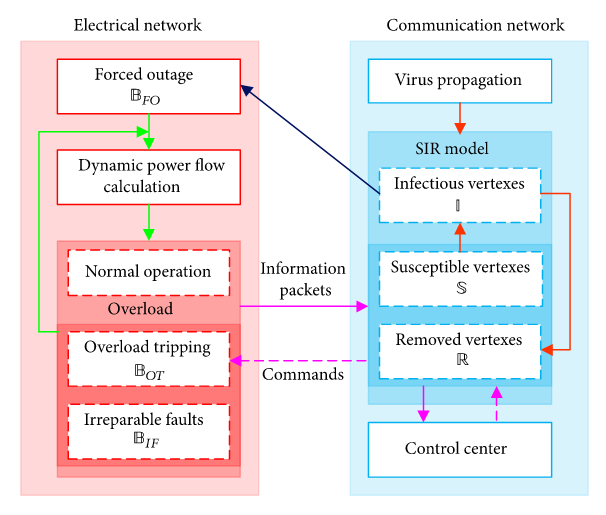 Electrical network
Forced outage
𝔹FO
Dynamic power flow
calculation
Normal operation
Overload
Overload tripping
𝔹OT
Irreparable faults
𝔹IF
Information
packets
Commands
Communication network
Virus propagation
SIR model
Infectious vertexes
𝕀
Susceptible vertexes
𝕊
Removed vertexes
ℝ
Control center